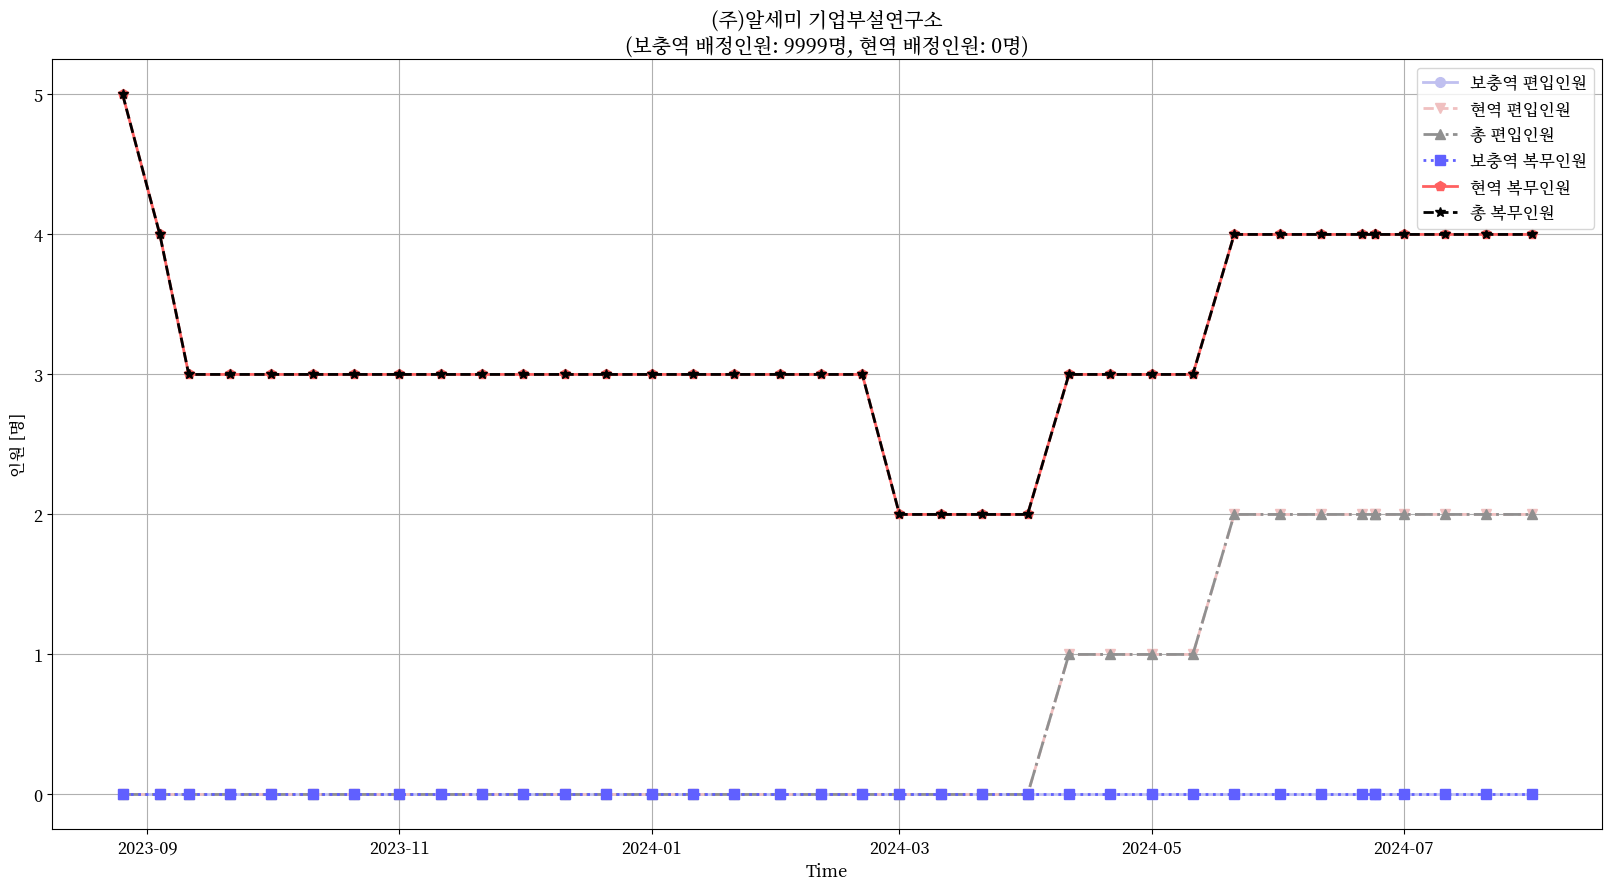 (주)알세미 기업부설연구소
(보충역 배정인원: 9999명, 현역 배정인원: 0명)
보충역 편입인원
현역 편입인원
총 편입인원
보충역 복무인원
현역 복무인원
총 복무인원
인원 [명]
5
4
3
2
1
0
2023-09
2023-11
2024-01
2024-03
2024-05
2024-07
Time